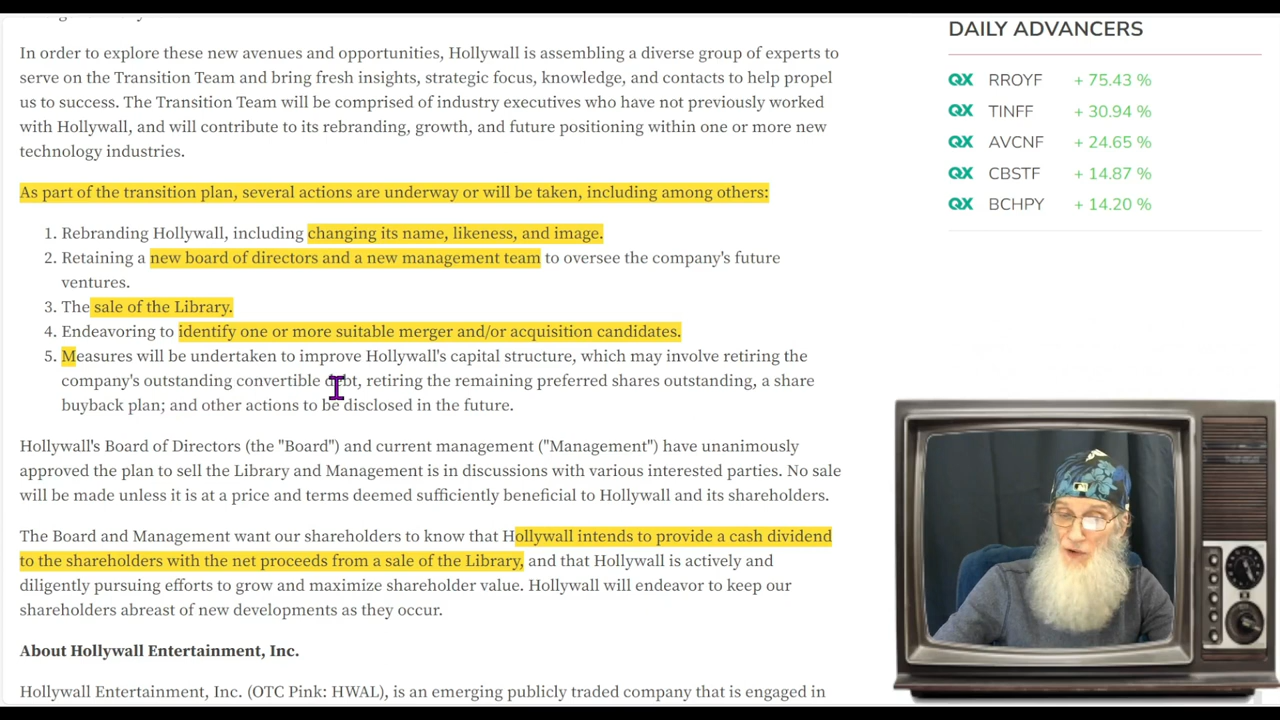 In order to explore these new avenues and opportunities, Hollywall is assembling a diverse group of experts to
serve on the Transition Team and bring fresh insights, strategic focus, knowledge, and contacts to help propel
us to success. The Transition Team will be comprised of industry executives who have not previously worked
with Hollywall, and will contribute to its rebranding, growth, and future positioning within one or more new
technology industries.
As part of the transition plan, several actions are underway or will be taken, including among others:
1. Rebranding Hollywall, including changing its name, likeness, and image.
2. Retaining a new board of directors and a new management team to oversee the company's future
ventures.
3. The sale of the Library.
4. Endeavoring to identify one or more suitable merger and/or acquisition candidates.
5. Measures will be undertaken to improve Hollywall's capital structure, which may involve retiring the
company's outstanding convertible debt, retiring the remaining preferred shares outstanding, a share
buyback plan; and other actions to be disclosed in the future.
Hollywall's Board of Directors (the "Board") and current management ("Management") have unanimously
approved the plan to sell the Library and Management is in discussions with various interested parties. No sale
will be made unless it is at a price and terms deemed sufficiently beneficial to Hollywall and its shareholders.
The Board and Management want our shareholders to know that Hollywall intends to provide a cash dividend
to the shareholders with the net proceeds from a sale of the Library, and that Hollywall is actively and
diligently pursuing efforts to grow and maximize shareholder value. Hollywall will endeavor to keep our
shareholders abreast of new developments as they occur.
About Hollywall Entertainment, Inc.
Hollywall Entertainment, Inc. (OTC Pink: HWAL), is an emerging publicly traded company that is engaged in
DAILY ADVANCERS
QX RROYF + 75.43 %
QX TINFF + 30.94 %
QX AVCNF + 24.65 %
QX CBSTF + 14.87 %
QX BCHPY + 14.20 %